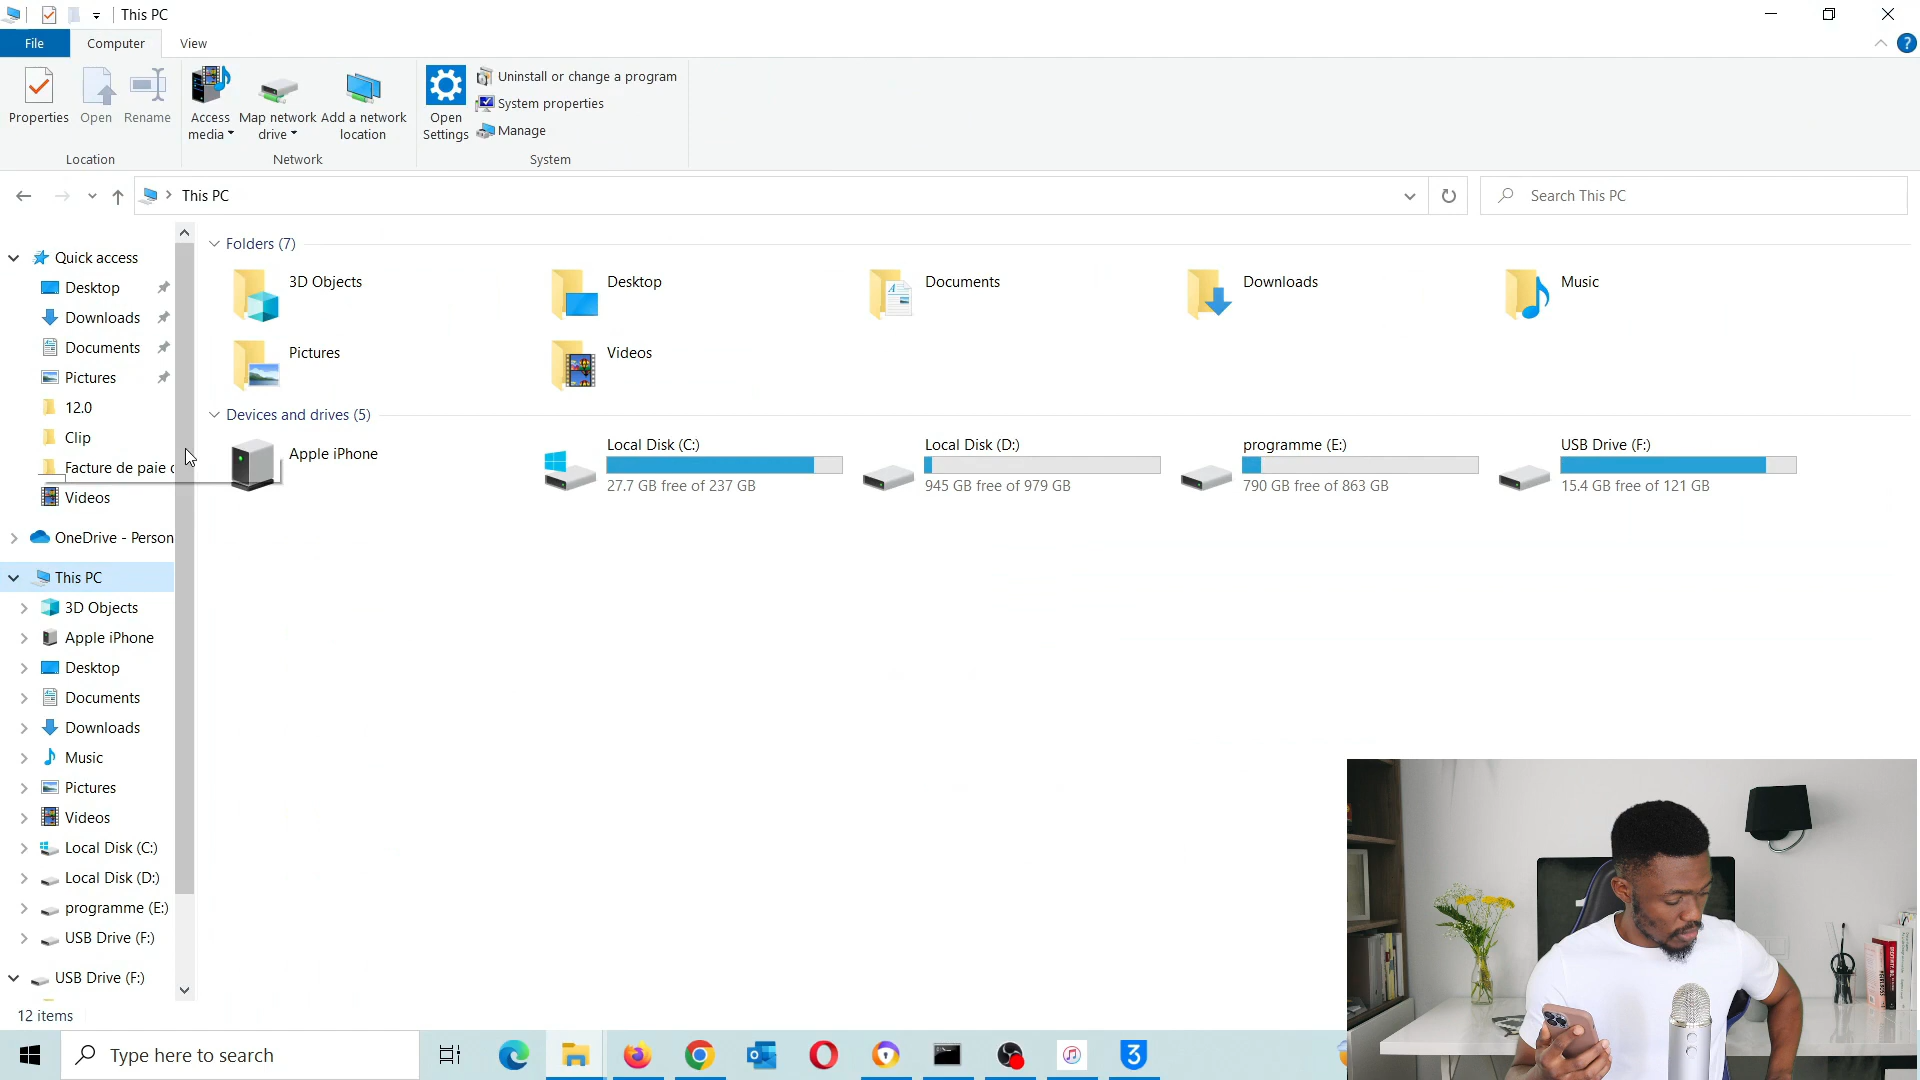 This PC
File
Computer
View
Properties
Open
Rename
Location
Access
media
Map network
drive
Add a network
location
Network
Open
Settings
Uninstall or change a program
System properties
Manage
System
This PC
Search This PC
Quick access
Desktop
Downloads
Documents
Pictures
12.0
Clip
Facture de paie
Videos
OneDrive - Person
This PC
3D Objects
Apple iPhone
Desktop
Documents
Downloads
Music
Pictures
Videos
Local Disk (C:)
Local Disk (D:)
programme (E:)
USB Drive (F:)
USB Drive (F:)
Folders (7)
3D Objects
Desktop
Documents
Downloads
Music
Pictures
Videos
Devices and drives (5)
Apple iPhone
Local Disk (C:)
27.7 GB free of 237 GB
Local Disk (D:)
945 GB free of 979 GB
programme (E:)
790 GB free of 863 GB
USB Drive (F:)
15.4 GB free of 121 GB
12 items
Type here to search